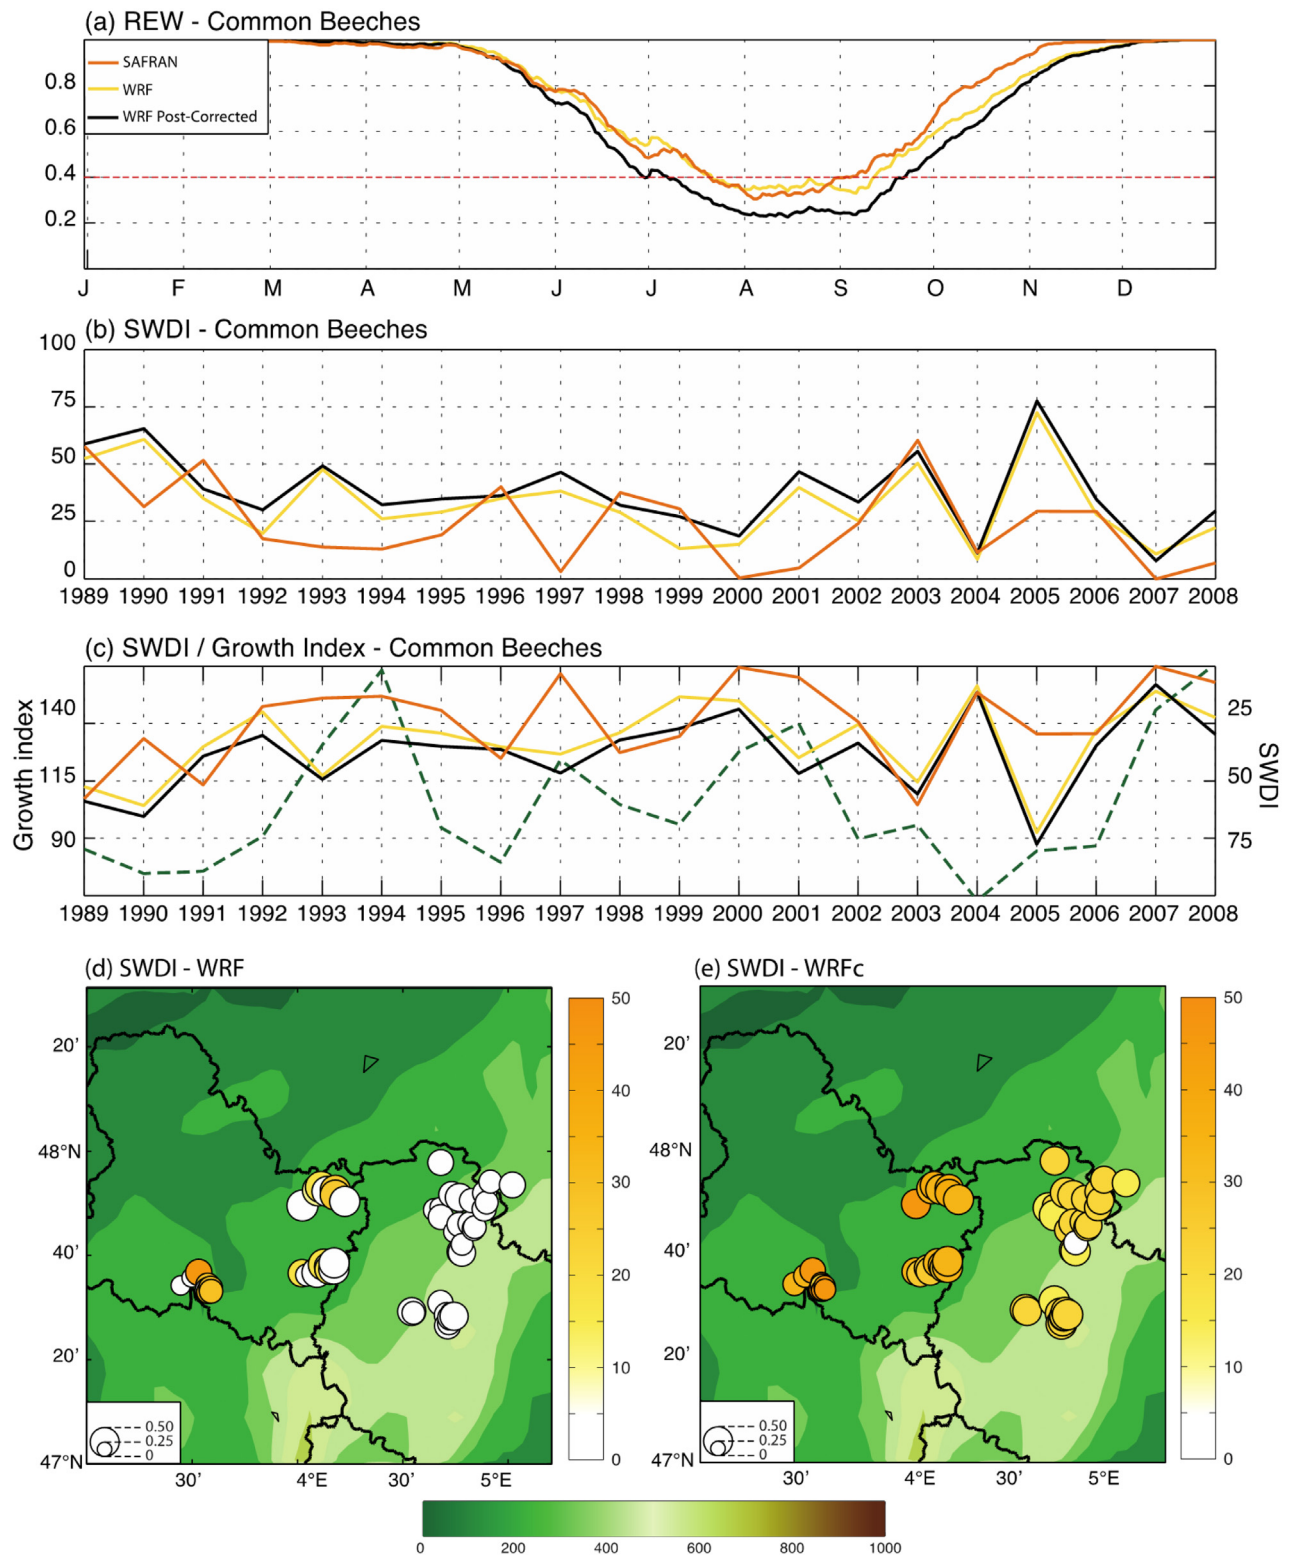 (a) REW - Common Beeches
SAFRAN
WRF
WRF Post-Corrected
0.8
0.6
0.4
0.2
J F M A M J J A S O N D
(b) SWDI - Common Beeches
100
75
50
25
0
1989 1990 1991 1992 1993 1994 1995 1996 1997 1998 1999 2000 2001 2002 2003 2004 2005 2006 2007 2008
(c) SWDI / Growth Index - Common Beeches
Growth index
140
115
90
25
50
75
SWDI
1989 1990 1991 1992 1993 1994 1995 1996 1997 1998 1999 2000 2001 2002 2003 2004 2005 2006 2007 2008
(d) SWDI - WRF
20'
48°N
40'
20'
47°N
30' 4°E 30' 5°E
0.50
0.25
0
50
40
30
20
10
0
(e) SWDI - WRFc
20'
48°N
40'
20'
47°N
30' 4°E 30' 5°E
0.50
0.25
0
50
40
30
20
10
0
0 200 400 600 800 1000